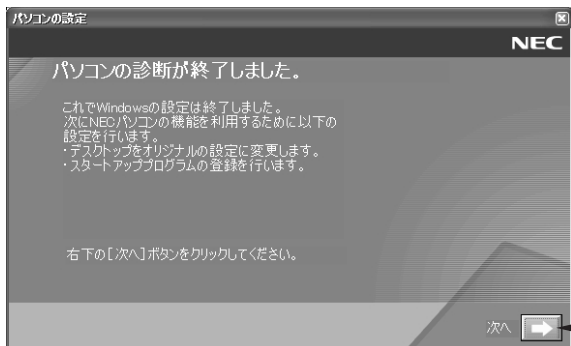 パソコンの設定
NEC
パソコンの診断が終了しました。
これでWindowsの設定は終了しました。
次にNECパソコンの機能を利用するために以下の
設定を行います。
・デスクトップをオリジナルの設定に変更します。
・スタートアッププログラムの登録を行います。
右下の[次へ]ボタンをクリックしてください。
次へ